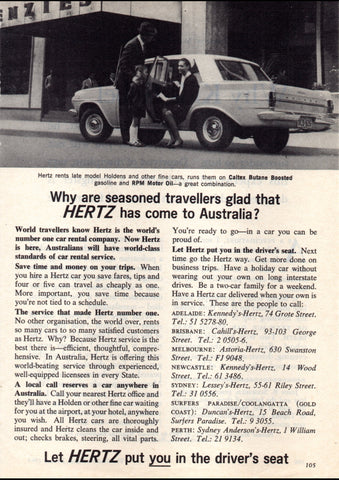 ENZIES
Hertz rents late model Holdens and other fine cars, runs them on Caltex Butane Boosted
gasoline and RPM Motor Oil—a great combination.
Why are seasoned travellers glad that
HERTZ has come to Australia?
World travellers know Hertz is the world's
number one car rental company. Now Hertz
is here, Australians will have world-class
standards of car rental service.
Save time and money on your trips. When
you hire a Hertz car you save fares, tips and
four or five can travel as cheaply as one.
More important, you save time because
you're not tied to a schedule.
The service that made Hertz number one.
No other organisation, the world over, rents
so many cars to so many satisfied customers
as Hertz. Why? Because Hertz service is the
best there is—efficient, thoughtful, compre-
hensive. In Australia, Hertz is offering this
world-beating service through experienced,
well-equipped licensees in every State.
A local call reserves a car anywhere in
Australia. Call your nearest Hertz office and
they'll have a Holden or other fine car waiting
for you at the airport, at your hotel, anywhere
you wish. All Hertz cars are thoroughly
insured and Hertz cleans the car inside and
out; checks brakes, steering, all vital parts.
You're ready to go—in a car you can be
proud of.
Let Hertz put you in the driver's seat. Next
time go the Hertz way. Get more done on
business trips. Have a holiday car without
wearing out your own on long interstate
drives. Be a two-car family for a weekend.
Have a Hertz car delivered when your own is
in service. These are the people to call:
ADELAIDE: Kennedy's-Hertz, 74 Grote Street.
Tel.: 51 5278-80.
BRISBANE: Cahill's-Hertz, 93-103 George
Street. Tel.: 2 0505-6.
MELBOURNE: Astoria-Hertz, 630 Swanston
Street. Tel.: FJ 9048.
NEWCASTLE: Kennedy's-Hertz, 14 Wood
Street. Tel.: 61 3486.
SYDNEY: Lessey's-Hertz, 55-61 Riley Street.
Tel.: 31 0556.
SURFERS PARADISE/COOLANGATTA (GOLD
COAST): Duncan's-Hertz, 15 Beach Road,
Surfers Paradise. Tel.: 9 3055.
PERTH: Sydney Anderson's-Hertz, 1 William
Street. Tel.: 21 9134.
Let HERTZ put you in the driver's seat
105